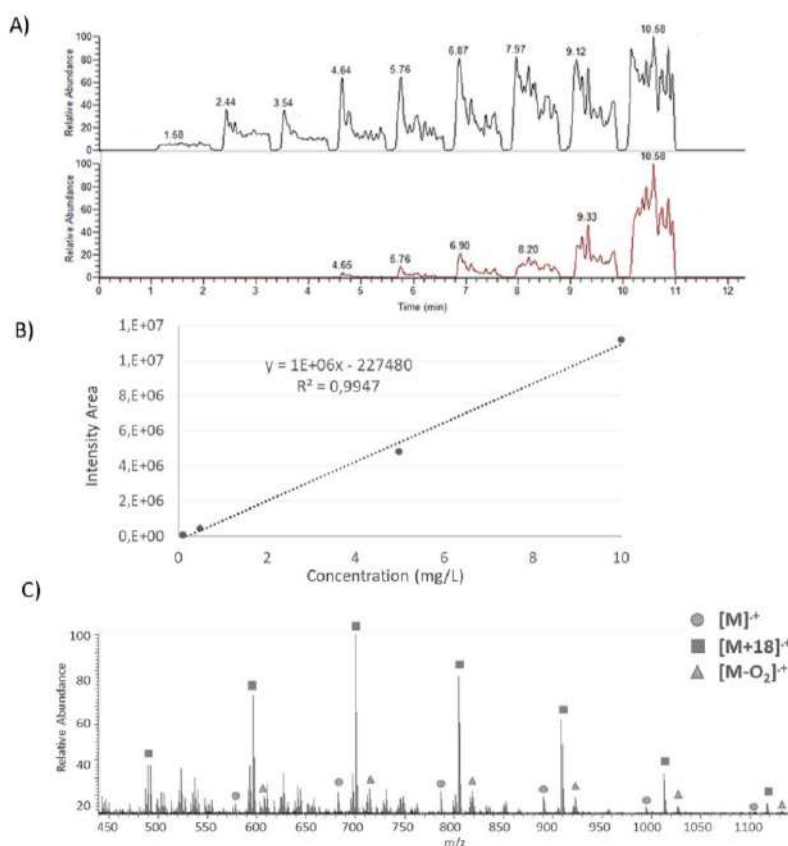 A)
Relative Abundance
100
80
60
40
20
0
1.58
2.44
3.54
4.64
5.76
6.87
7.97
9.12
10.58
Relative Abundance
100
80
60
40
20
0
4.65
5.76
6.90
8.20
9.33
10.58
0 1 2 3 4 5 6 7 8 9 10 11 12
Time (min)
B)
Intensity Area
1,E+07
1,E+07
8,E+06
6,E+06
4,E+06
2,E+06
0,E+00
y = 1E+06x - 227480
R² = 0,9947
0 2 4 6 8 10
Concentration (mg/L)
C)
Relative Abundance
100
80
60
40
20
[M]·+
[M+18]·+
[M-O₂]·+
450 500 550 600 650 700 750 800 850 900 950 1000 1050 1100
m/z